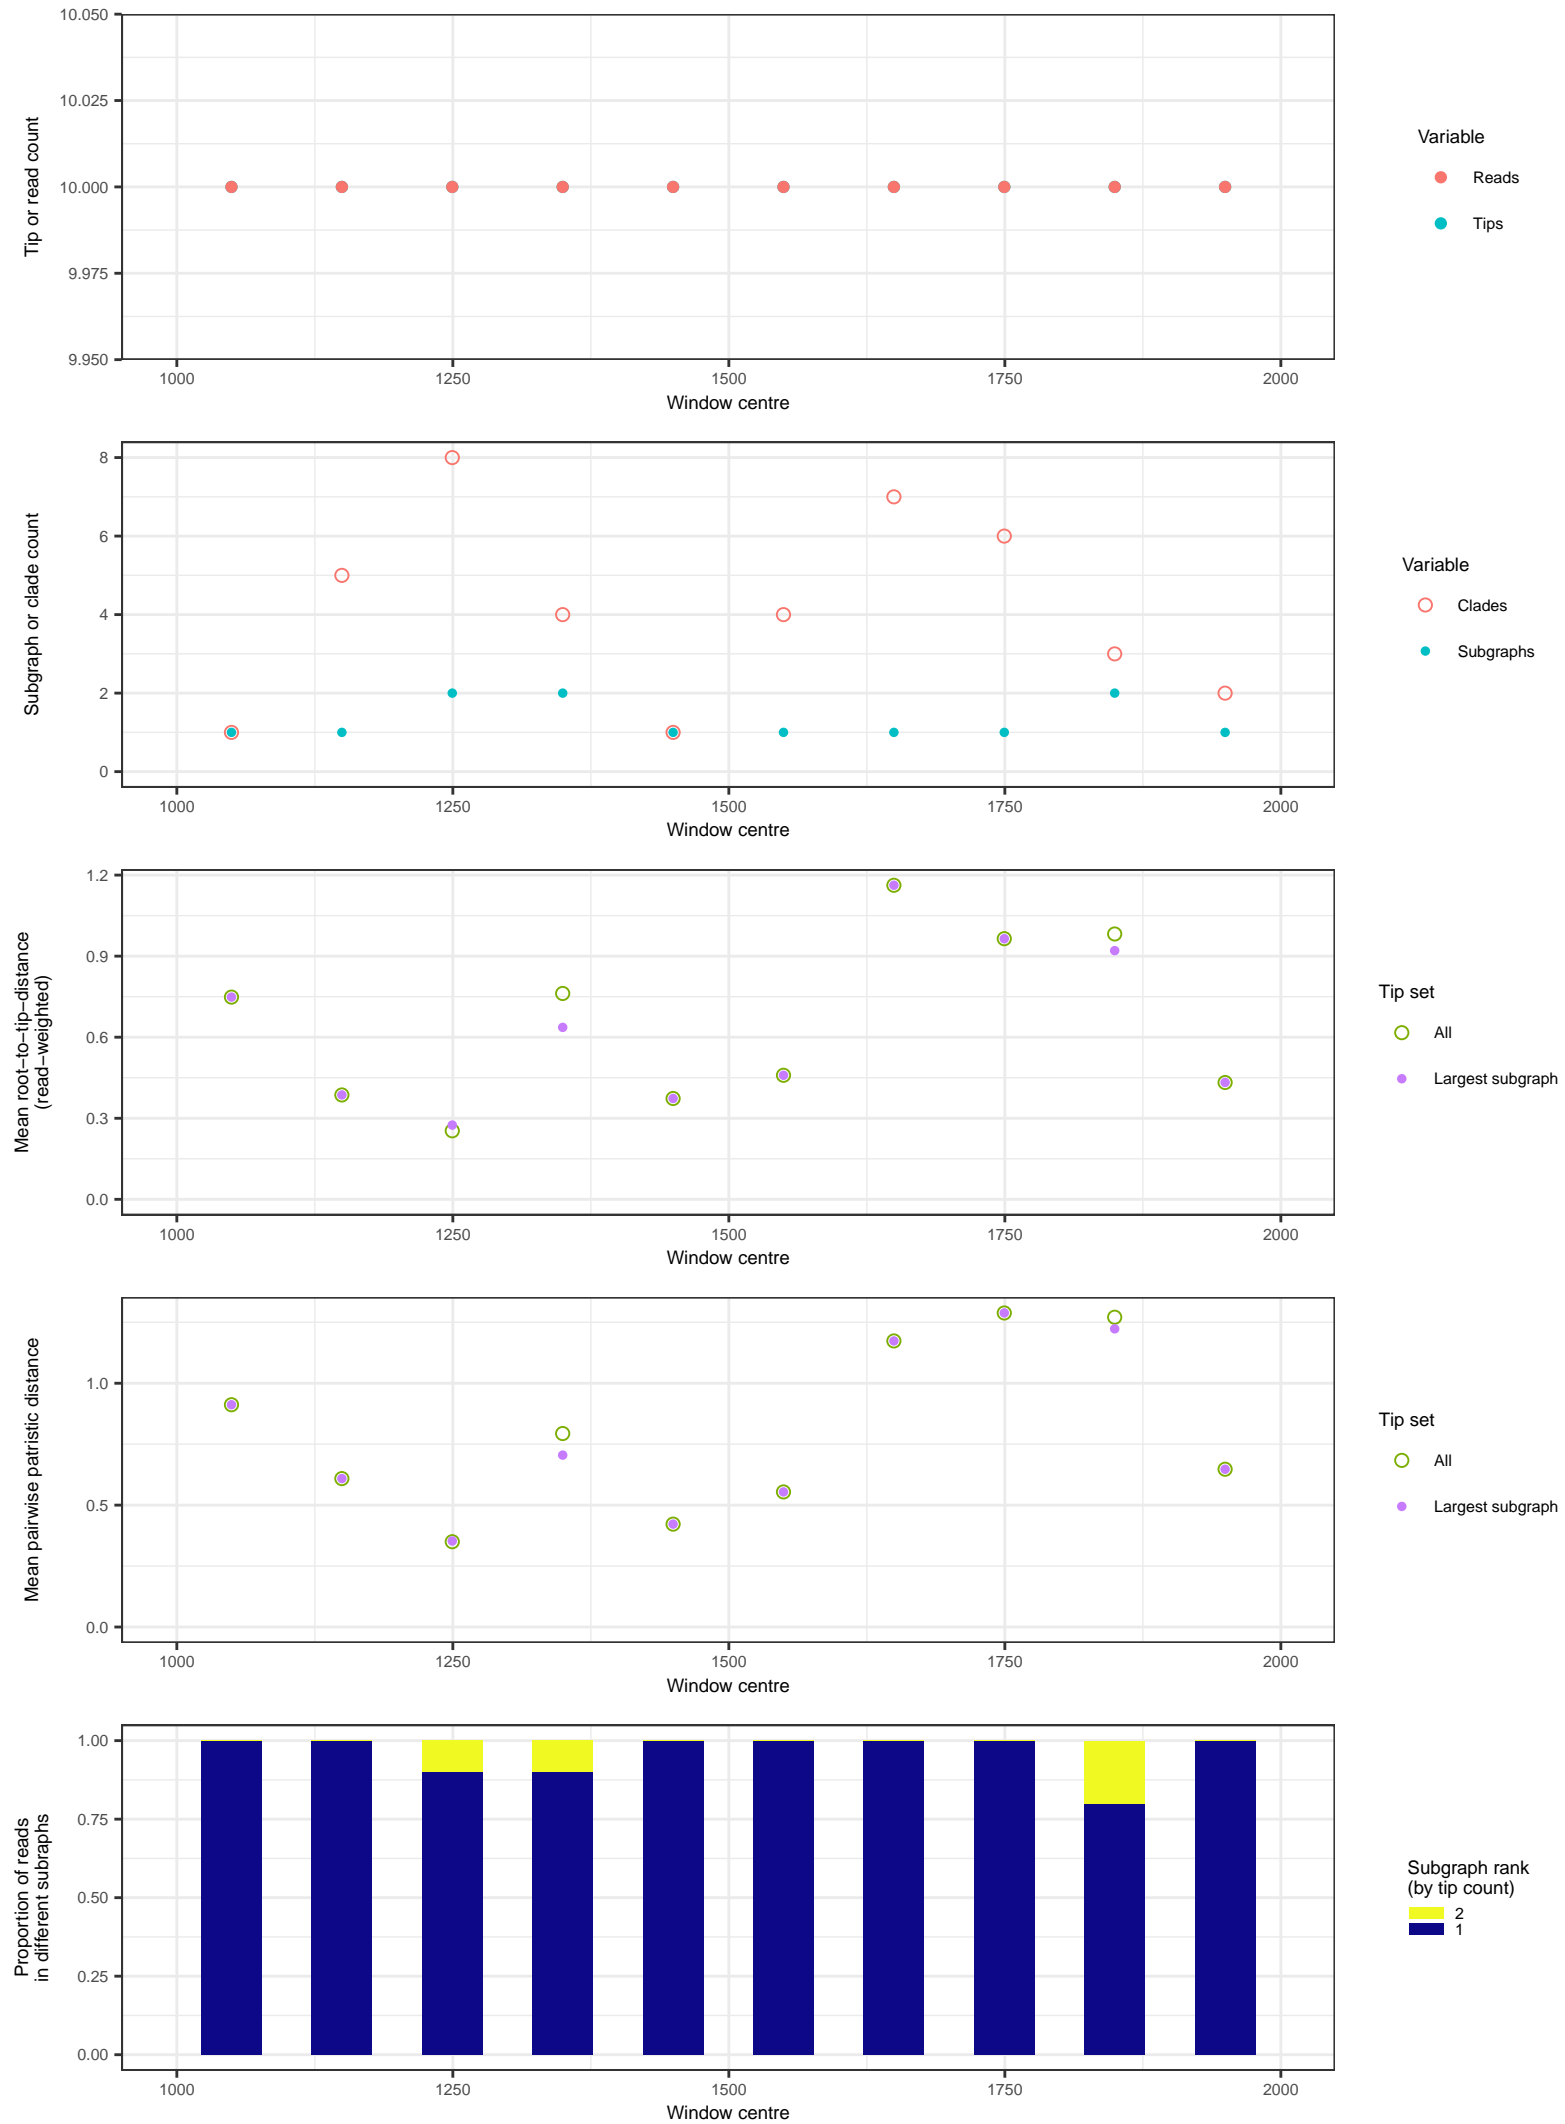 10.050
10.025
10.000
9.975
9.950
Tip or read count
1000 1250 1500 1750 2000
Window centre
Variable
Reads
Tips
8
6
4
2
0
Subgraph or clade count
1000 1250 1500 1750 2000
Window centre
Variable
Clades
Subgraphs
1.2
0.9
0.6
0.3
0.0
Mean root−to−tip−distance
(read−weighted)
1000 1250 1500 1750 2000
Window centre
Tip set
All
Largest subgraph
1.0
0.5
0.0
Mean pairwise patristic distance
1000 1250 1500 1750 2000
Window centre
Tip set
All
Largest subgraph
1.00
0.75
0.50
0.25
0.00
Proportion of reads
in different subraphs
1000 1250 1500 1750 2000
Window centre
Subgraph rank
(by tip count)
2
1